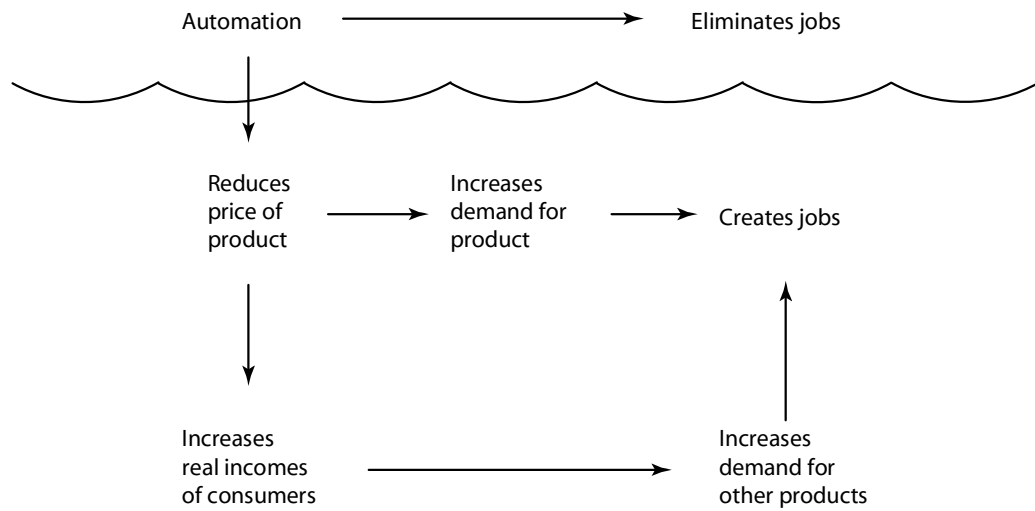 Automation
Eliminates jobs
Reduces
price of
product
Increases
demand for
product
Creates jobs
Increases
real incomes
of consumers
Increases
demand for
other products